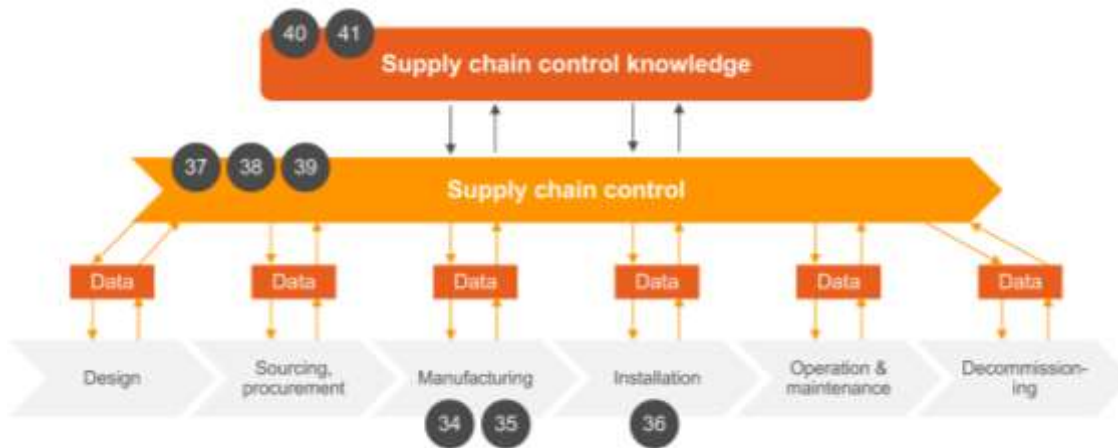 40 41
Supply chain control knowledge
37 38 39
Supply chain control
Data Data Data Data Data Data
Design
Sourcing,
procurement
Manufacturing
Installation
Operation &
maintenance
Decommission-
ing
34 35 36